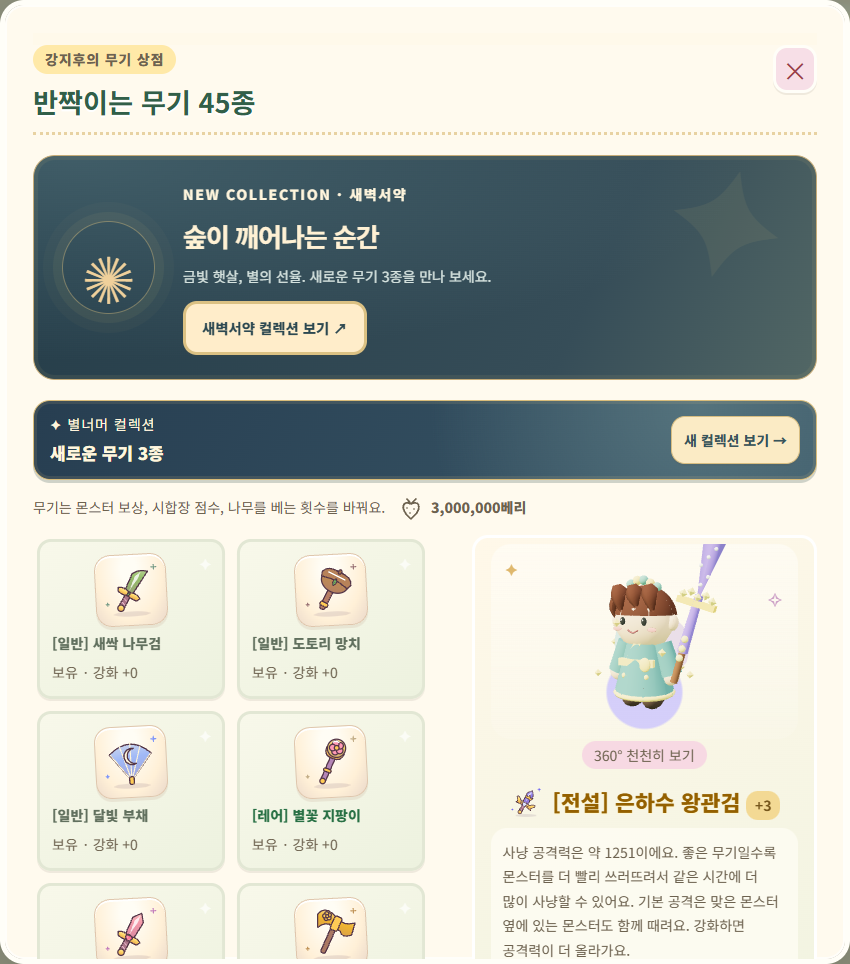 강지후의 무기 상점
반짝이는 무기 45종
NEW COLLECTION · 새벽서약
숲이 깨어나는 순간
금빛 햇살, 별의 선율. 새로운 무기 3종을 만나 보세요.
새벽서약 컬렉션 보기 ↗
✦ 별너머 컬렉션
새로운 무기 3종
새 컬렉션 보기 →
무기는 몬스터 보상, 시합장 점수, 나무를 베는 횟수를 바꿔요.
3,000,000베리
[일반] 새싹 나무검
보유 · 강화 +0
[일반] 도토리 망치
보유 · 강화 +0
[일반] 달빛 부채
보유 · 강화 +0
[레어] 별꽃 지팡이
보유 · 강화 +0
360° 천천히 보기
[전설] 은하수 왕관검 +3
사냥 공격력은 약 1251이에요. 좋은 무기일수록
몬스터를 더 빨리 쓰러뜨려서 같은 시간에 더
많이 사냥할 수 있어요. 기본 공격은 맞은 몬스터
옆에 있는 몬스터도 함께 때려요. 강화하면
공격력이 더 올라가요.